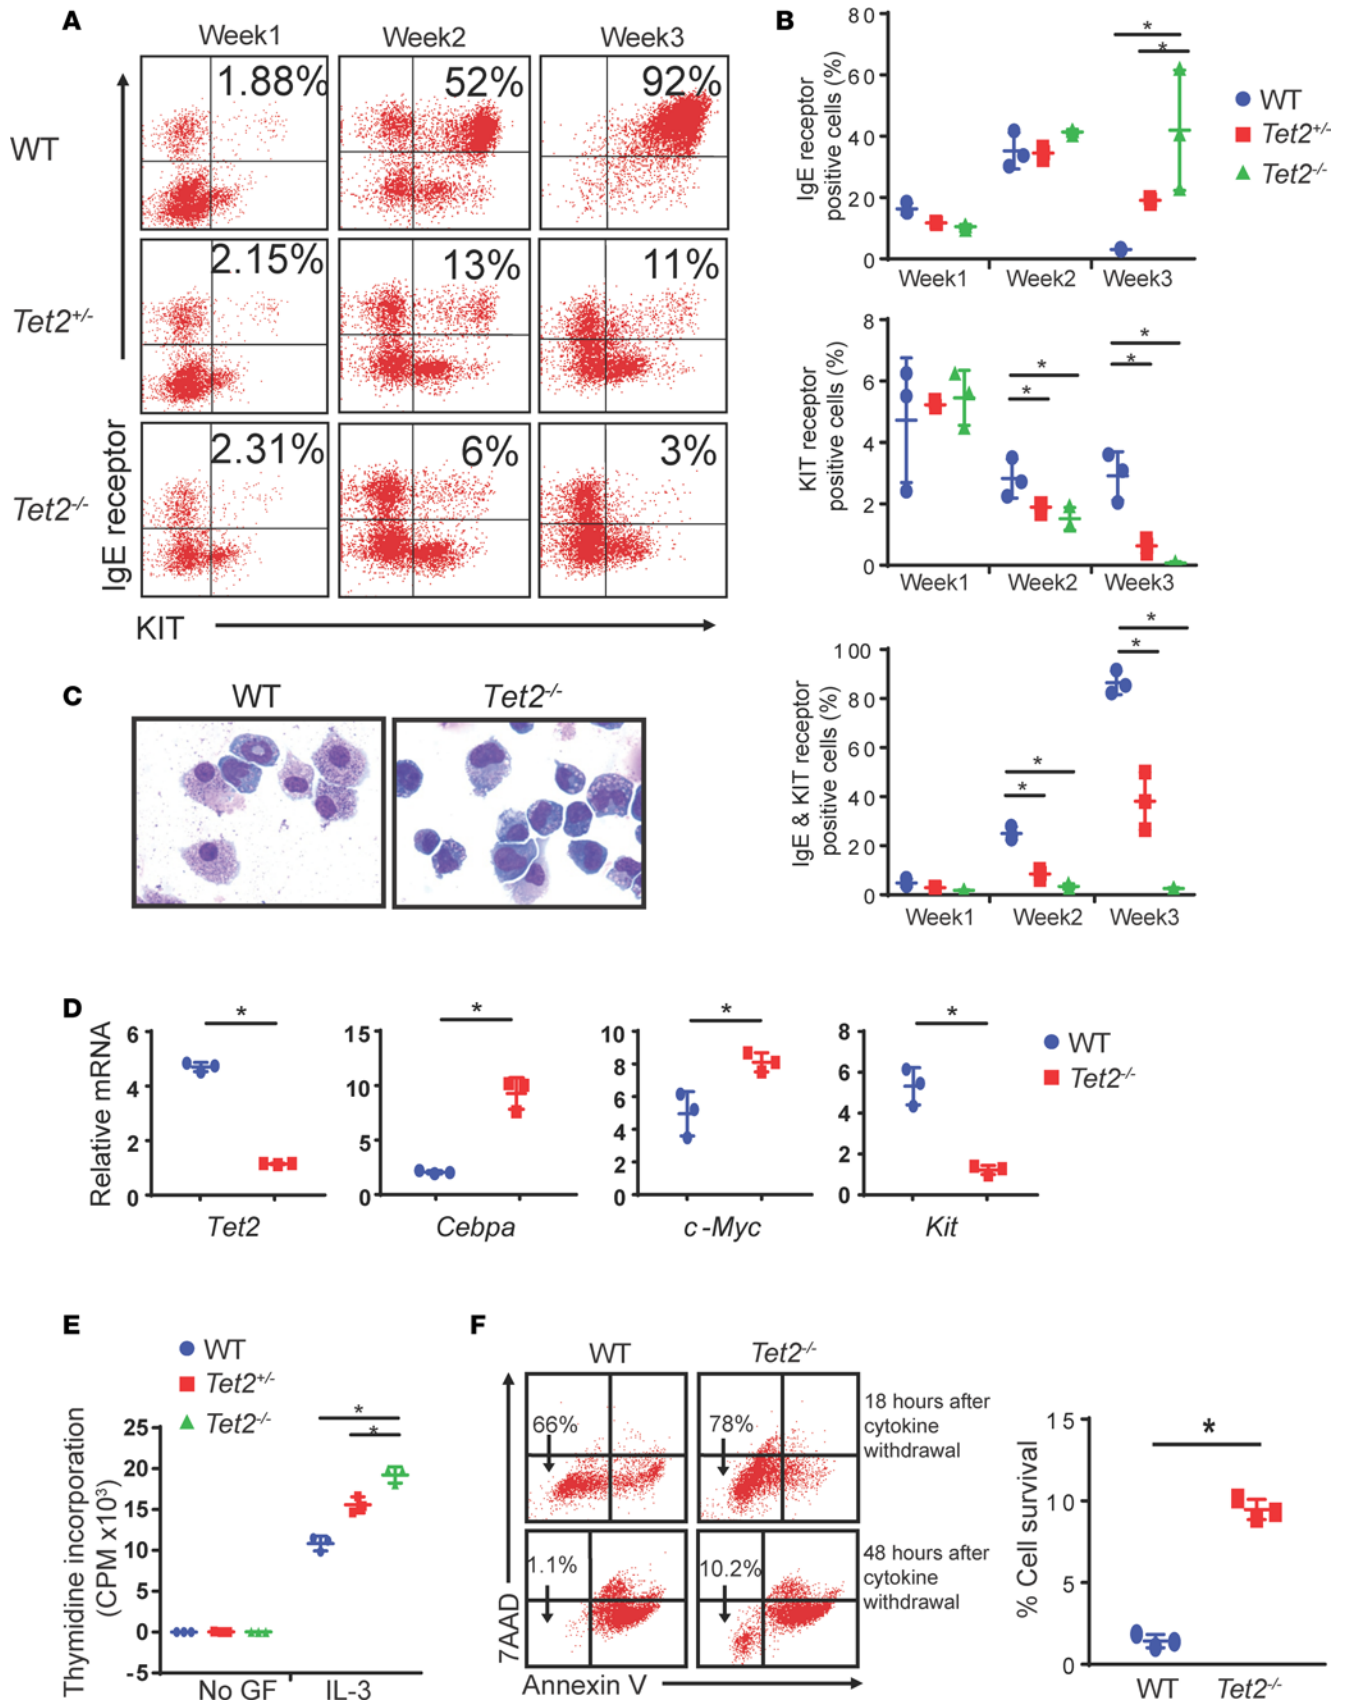 A
Week1 Week2 Week3
WT
1.88% 52% 92%
Tet2+/-
2.15% 13% 11%
Tet2-/-
2.31% 6% 3%
IgE receptor
KIT
B
IgE receptor
positive cells (%)
80
60
40
20
0
* *
Week1 Week2 Week3
WT
Tet2+/-
Tet2-/-
KIT receptor
positive cells (%)
8
6
4
2
0
* * * *
Week1 Week2 Week3
IgE & KIT receptor
positive cells (%)
100
80
60
40
20
0
* * * *
Week1 Week2 Week3
C
WT Tet2-/-
D
Relative mRNA
6
4
2
0
*
Tet2
15
10
5
0
*
Cebpa
10
8
6
4
2
0
*
c-Myc
8
6
4
2
0
*
Kit
WT
Tet2-/-
E
WT
Tet2+/-
Tet2-/-
Thymidine incorporation
(CPM x10³)
25
20
15
10
5
0
-5
* *
No GF IL-3
F
WT Tet2-/-
66% 78%
18 hours after
cytokine
withdrawal
1.1% 10.2%
48 hours after
cytokine
withdrawal
7AAD
Annexin V
% Cell survival
15
10
5
0
*
WT Tet2-/-